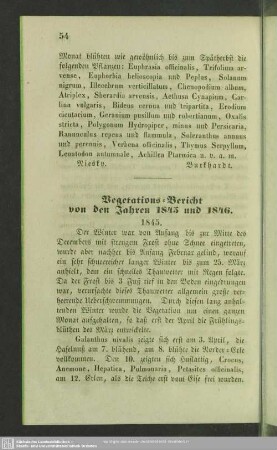 54
Monat blühten wie gewöhnlich bis zum Spätherbst die
folgenden Pflanzen: Euphrasia officinalis, Trifolium ar-
vense, Euphorbia helioscopia und Peplus, Solanum
nigrum, Illecebrum verticillatum, Chenopodium album,
Atriplex, Sherardia arvensis, Aethusa Cynapium, Car-
lina vulgaris, Bidens cernua und tripartita, Erodium
cicutarium, Geranium pusillum und robertianum, Oxalis
stricta, Polygonum Hydropiper, minus und Persicaria,
Ranunculus repens und flammula, Scleranthus annuus
und perennis, Verbena officinalis, Thymus Serpyllum,
Leontodon autumnale, Achillea Ptarmica u. v. a. m.
Niesky. Burkhardt.
Vegetations-Bericht
von den Jahren 1845 und 1846.
1845.
Der Winter war von Anfang bis zur Mitte des
Decembers mit strengem Frost ohne Schnee eingetreten,
wurde aber nachher bis Anfang Februar gelind, worauf
ein sehr schneereicher langer Winter bis zum 25. März
anhielt, dem ein schnelles Thauwetter mit Regen folgte.
Da der Frost bis 3 Fuß tief in den Boden eingedrungen
war, verursachte dieses Thauwetter allgemein große ver-
heerende Ueberschwemmungen. Durch diesen lang anhal-
tenden Winter wurde die Vegetation um einen ganzen
Monat aufgehalten, so daß erst der April die Frühlings-
blüthen des März entwickelte.
Galanthus nivalis zeigte sich erst am 3. April, die
Haselnuß am 7. blühend, am 8. blühte die Norder-Erle
vollkommen. Den 10. zeigten sich Huflattig, Crocus,
Anemone, Hepatica, Pulmonaria, Petasites officinalis,
am 12. Erlen, als die Teiche erst vom Eise frei wurden.